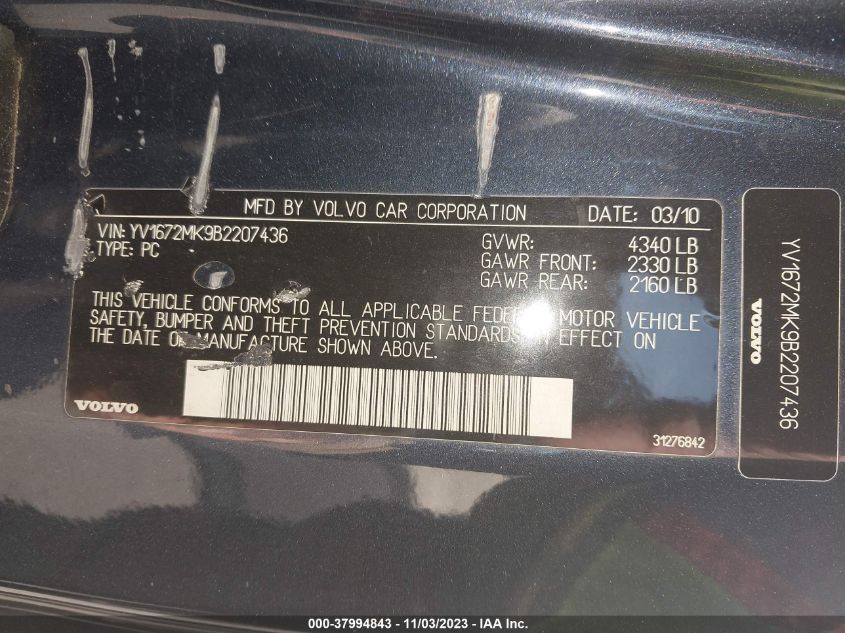 MFD BY VOLVO CAR CORPORATION DATE: 03/10
VIN: YV1672MK9B2207436
TYPE: PC
GVWR: 4340 LB
GAWR FRONT: 2330 LB
GAWR REAR: 2160 LB
THIS VEHICLE CONFORMS TO ALL APPLICABLE FEDERAL MOTOR VEHICLE
SAFETY, BUMPER AND THEFT PREVENTION STANDARDS IN EFFECT ON
THE DATE OF MANUFACTURE SHOWN ABOVE.
VOLVO
31276842
YV1672MK9B2207436
VOLVO
000-37994843 - 11/03/2023 - IAA Inc.